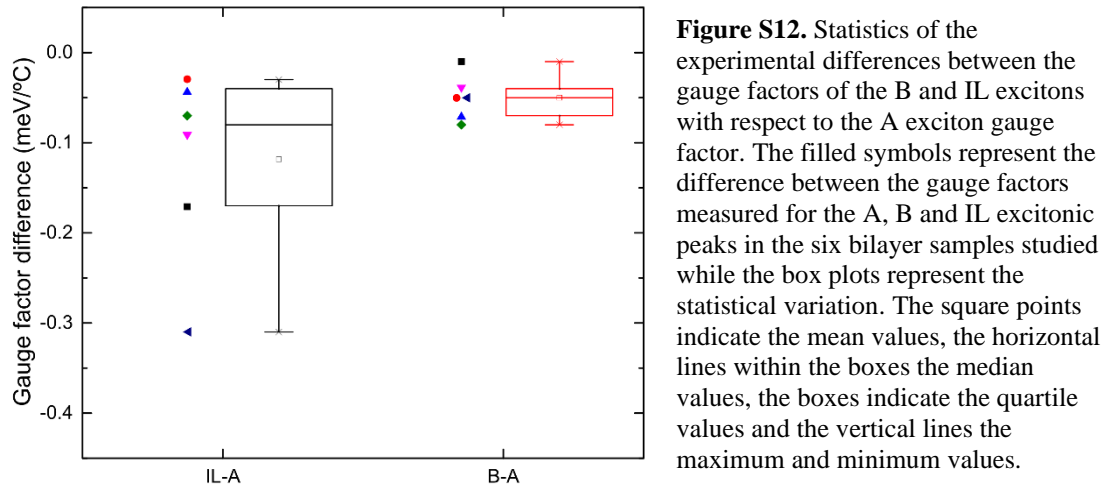 Gauge factor difference (meV/ºC)
0.0
-0.1
-0.2
-0.3
-0.4
IL-A
B-A
Figure S12. Statistics of the
experimental differences between the
gauge factors of the B and IL excitons
with respect to the A exciton gauge
factor. The filled symbols represent the
difference between the gauge factors
measured for the A, B and IL excitonic
peaks in the six bilayer samples studied
while the box plots represent the
statistical variation. The square points
indicate the mean values, the horizontal
lines within the boxes the median
values, the boxes indicate the quartile
values and the vertical lines the
maximum and minimum values.